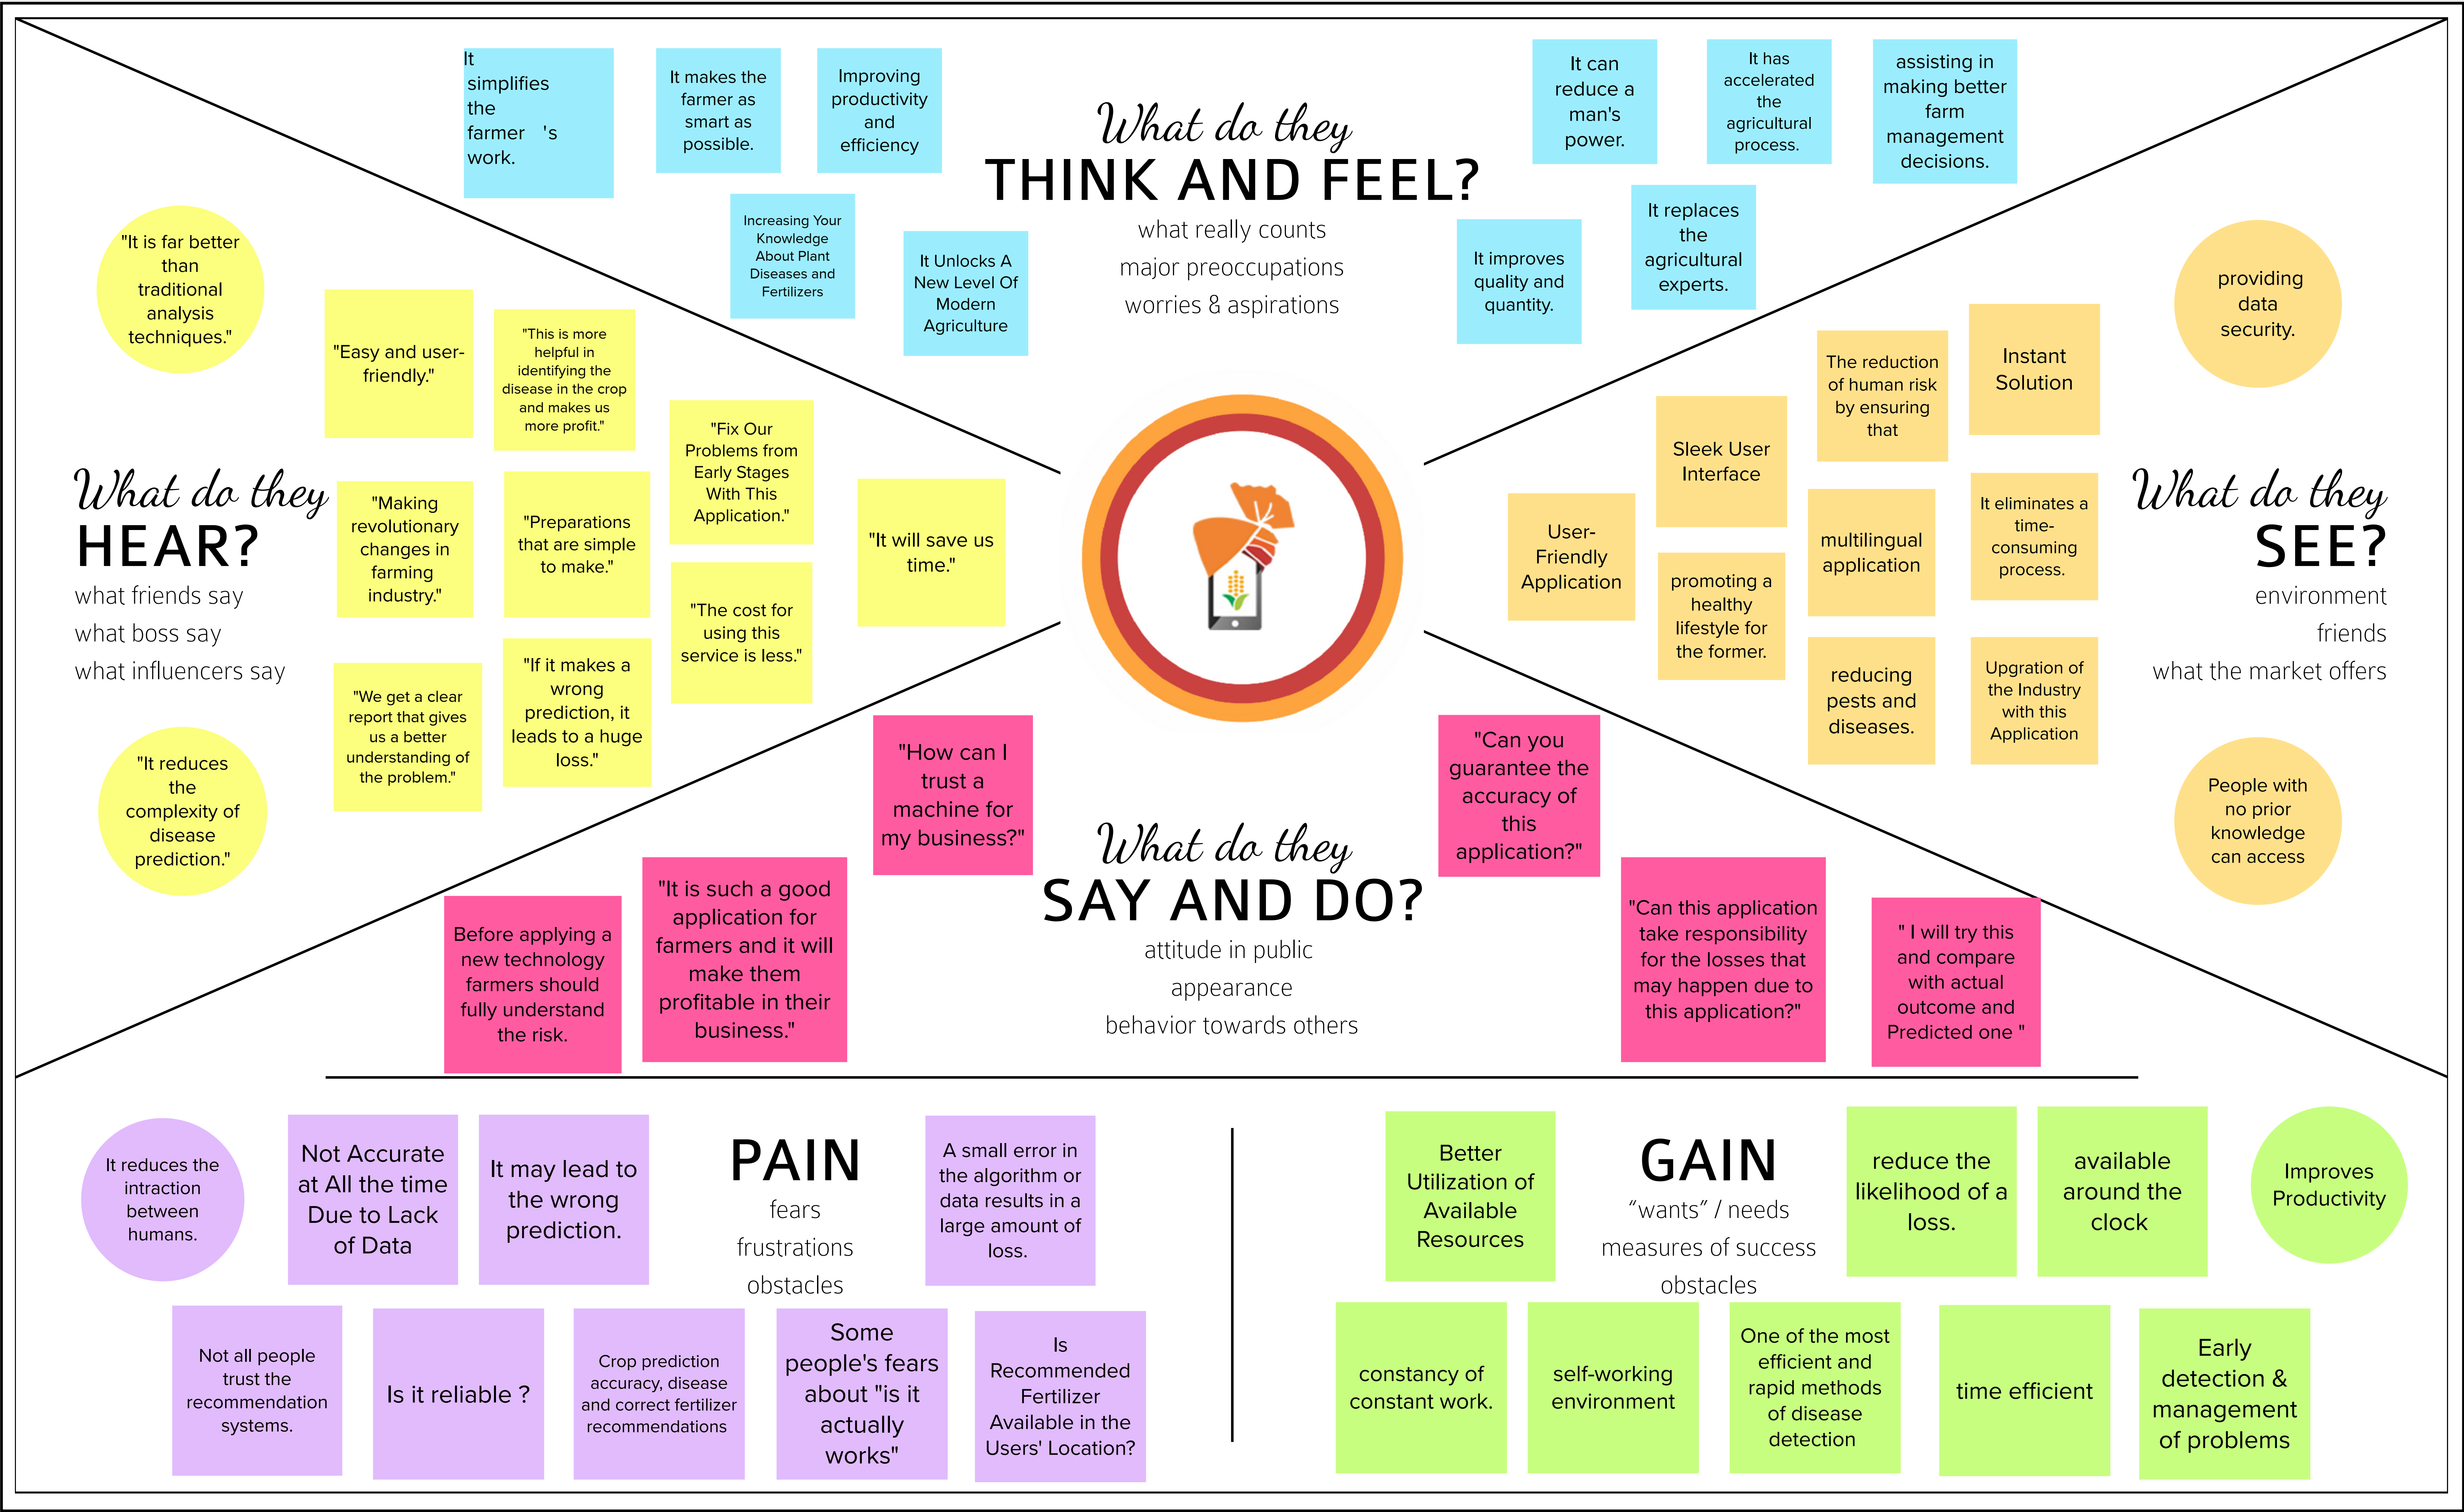 It
simplifies
the
farmer 's
work.
It makes the
farmer as
smart as
possible.
Improving
productivity
and
efficiency
Increasing Your
Knowledge
About Plant
Diseases and
Fertilizers
It Unlocks A
New Level Of
Modern
Agriculture
What do they
THINK AND FEEL?
what really counts
major preoccupations
worries & aspirations
It can
reduce a
man's
power.
It has
accelerated
the
agricultural
process.
assisting in
making better
farm
management
decisions.
It improves
quality and
quantity.
It replaces
the
agricultural
experts.
"It is far better
than
traditional
analysis
techniques."
"Easy and user-
friendly."
"This is more
helpful in
identifying the
disease in the crop
and makes us
more profit."
"Fix Our
Problems from
Early Stages
With This
Application."
"It will save us
time."
What do they
HEAR?
what friends say
what boss say
what influencers say
"Making
revolutionary
changes in
farming
industry."
"Preparations
that are simple
to make."
"The cost for
using this
service is less."
"We get a clear
report that gives
us a better
understanding of
the problem."
"If it makes a
wrong
prediction, it
leads to a huge
loss."
"It reduces
the
complexity of
disease
prediction."
providing
data
security.
The reduction
of human risk
by ensuring
that
Instant
Solution
Sleek User
Interface
User-
Friendly
Application
multilingual
application
It eliminates a
time-
consuming
process.
What do they
SEE?
environment
friends
what the market offers
promoting a
healthy
lifestyle for
the former.
reducing
pests and
diseases.
Upgration of
the Industry
with this
Application
People with
no prior
knowledge
can access
"How can I
trust a
machine for
my business?"
"Can you
guarantee the
accuracy of
this
application?"
What do they
SAY AND DO?
attitude in public
appearance
behavior towards others
Before applying a
new technology
farmers should
fully understand
the risk.
"It is such a good
application for
farmers and it will
make them
profitable in their
business."
"Can this application
take responsibility
for the losses that
may happen due to
this application?"
" I will try this
and compare
with actual
outcome and
Predicted one "
It reduces the
intraction
between
humans.
Not Accurate
at All the time
Due to Lack
of Data
It may lead to
the wrong
prediction.
PAIN
fears
frustrations
obstacles
A small error in
the algorithm or
data results in a
large amount of
loss.
Not all people
trust the
recommendation
systems.
Is it reliable ?
Crop prediction
accuracy, disease
and correct fertilizer
recommendations
Some
people's fears
about "is it
actually
works"
Is
Recommended
Fertilizer
Available in the
Users' Location?
Better
Utilization of
Available
Resources
GAIN
“wants” / needs
measures of success
obstacles
reduce the
likelihood of a
loss.
available
around the
clock
Improves
Productivity
constancy of
constant work.
self-working
environment
One of the most
efficient and
rapid methods
of disease
detection
time efficient
Early
detection &
management
of problems